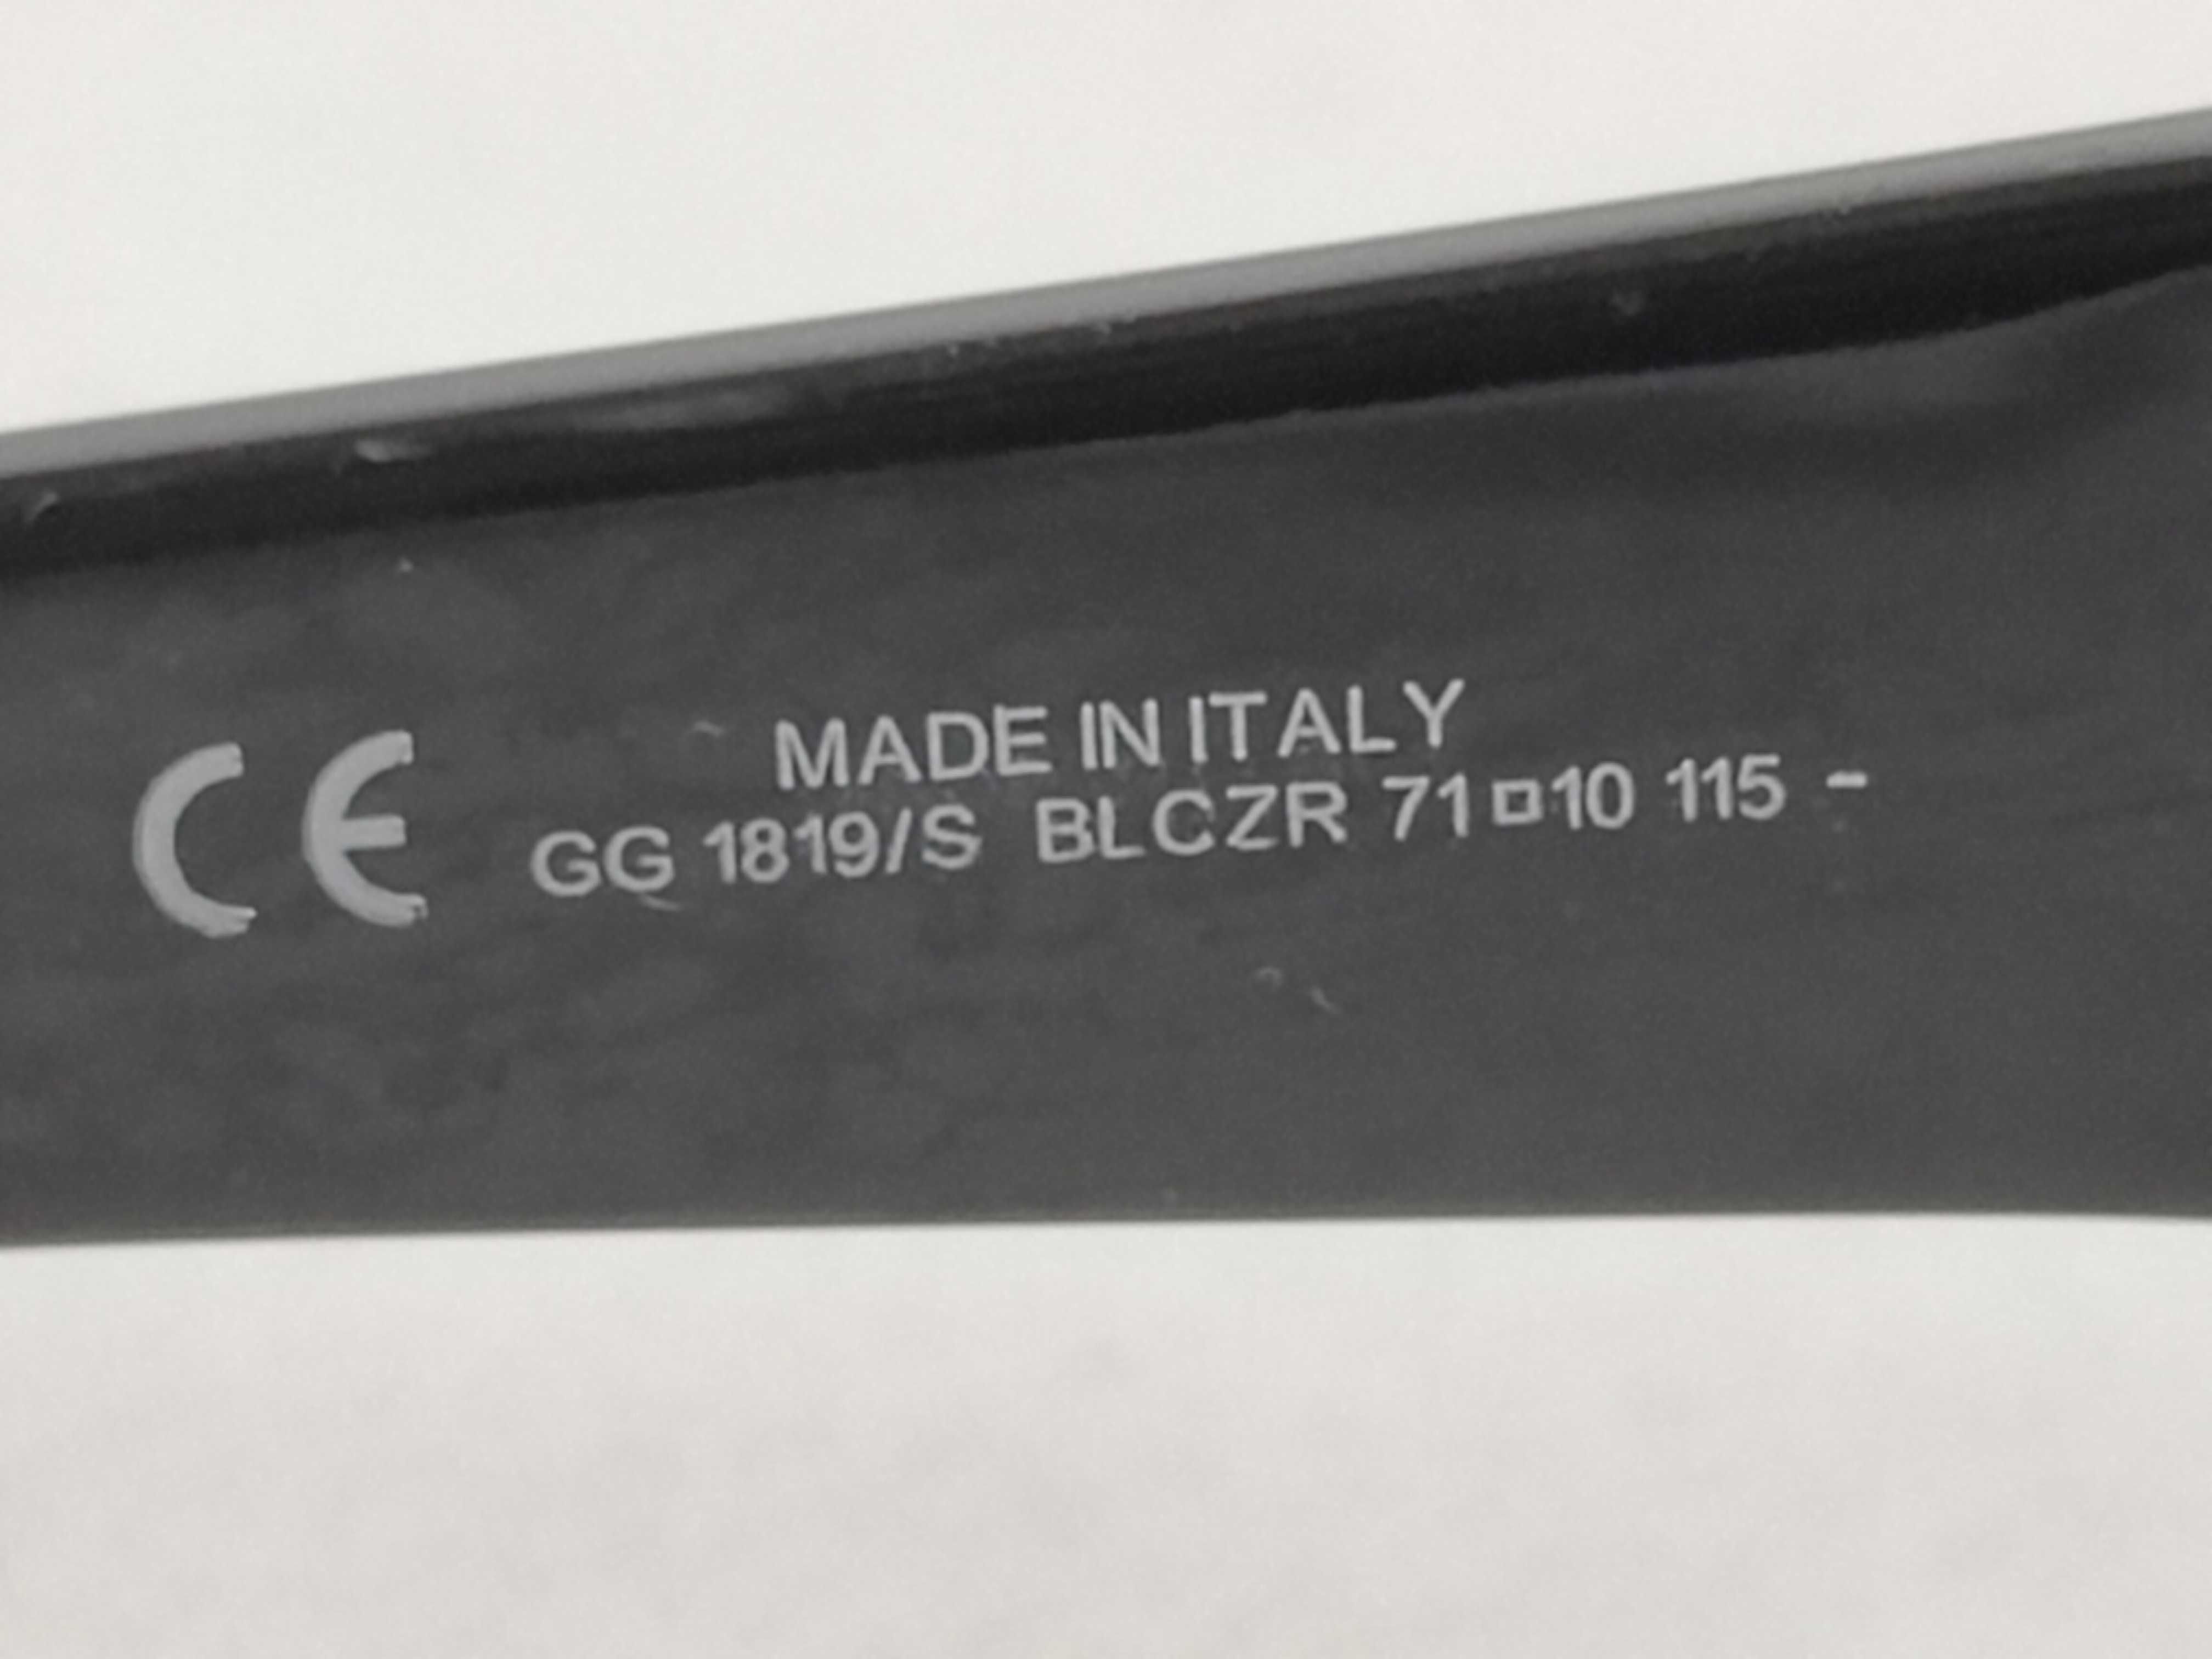 CE
MADE IN ITALY
GG 1819/S BLCZR 71□10 115 -